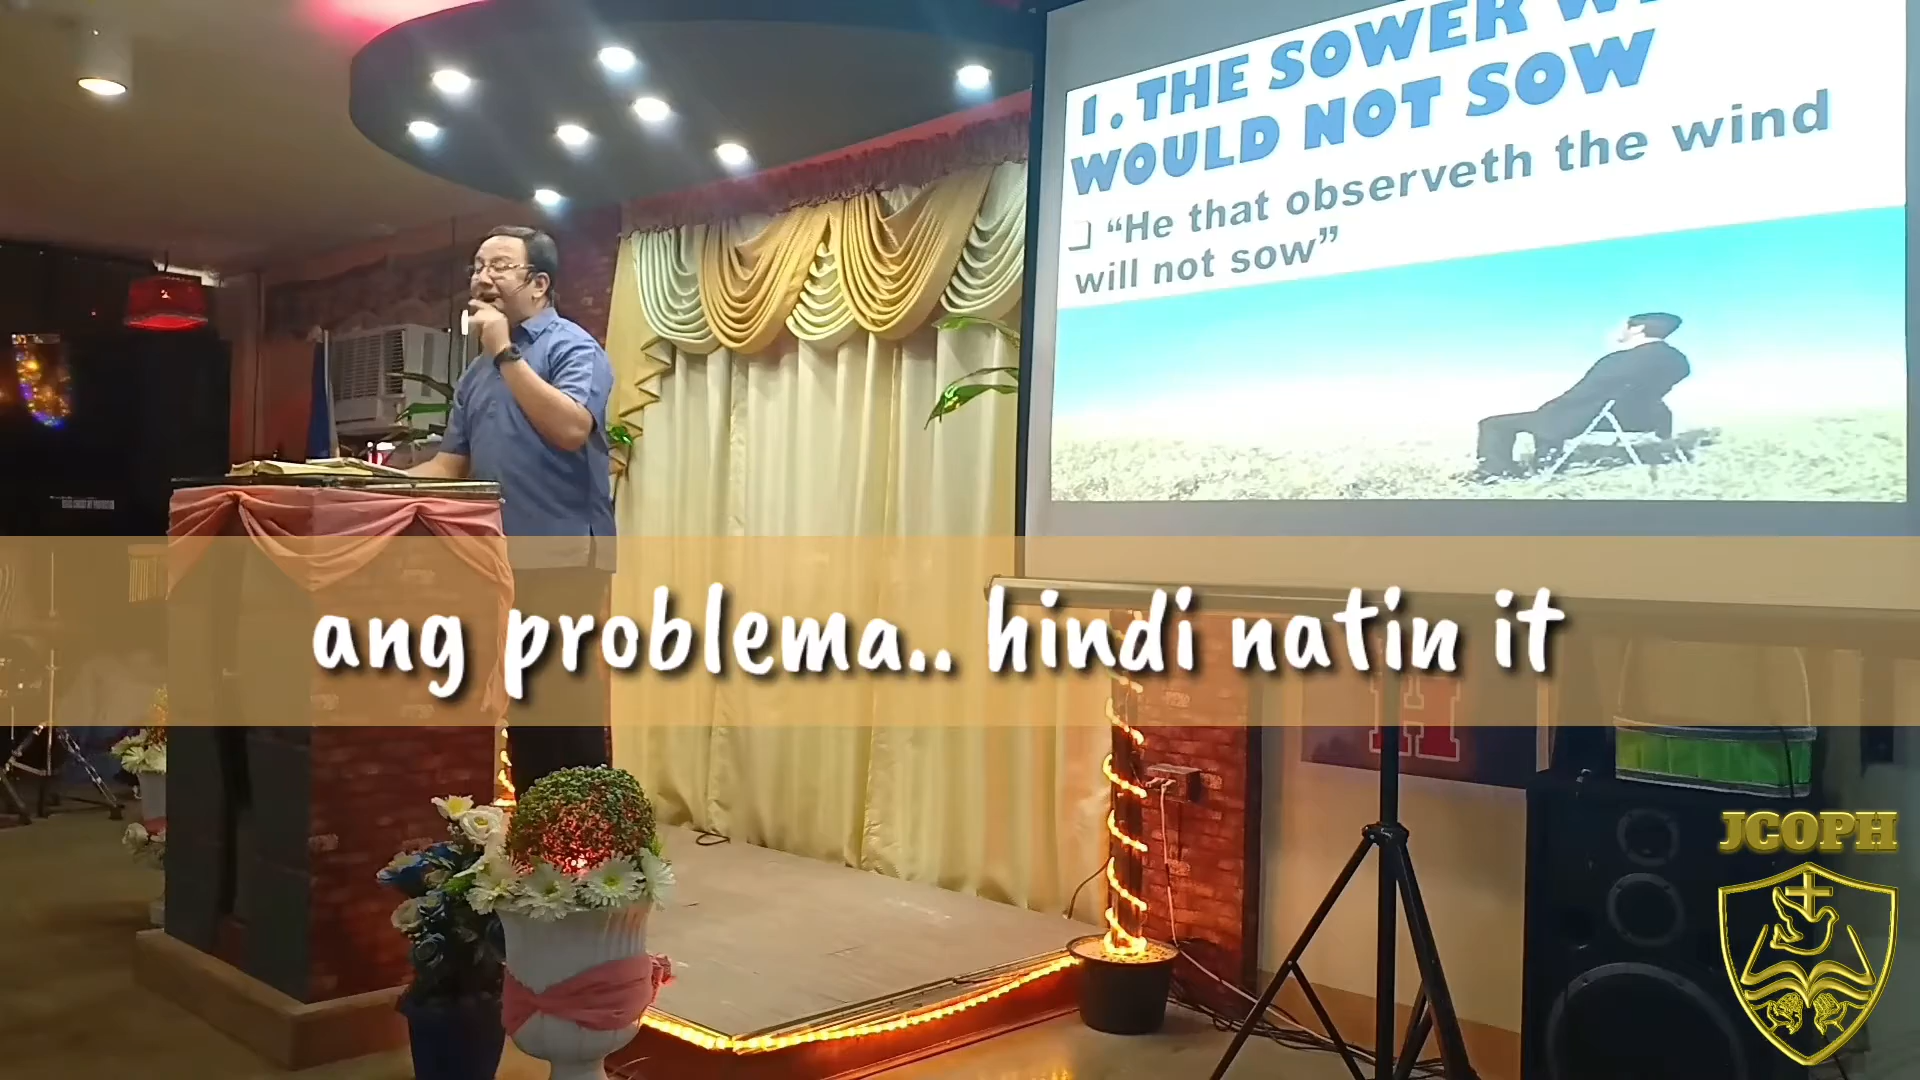 1. THE SOWER
WOULD NOT SOW
❑ “He that observeth the wind
will not sow”
ang problema.. hindi natin it
H
JCOPH